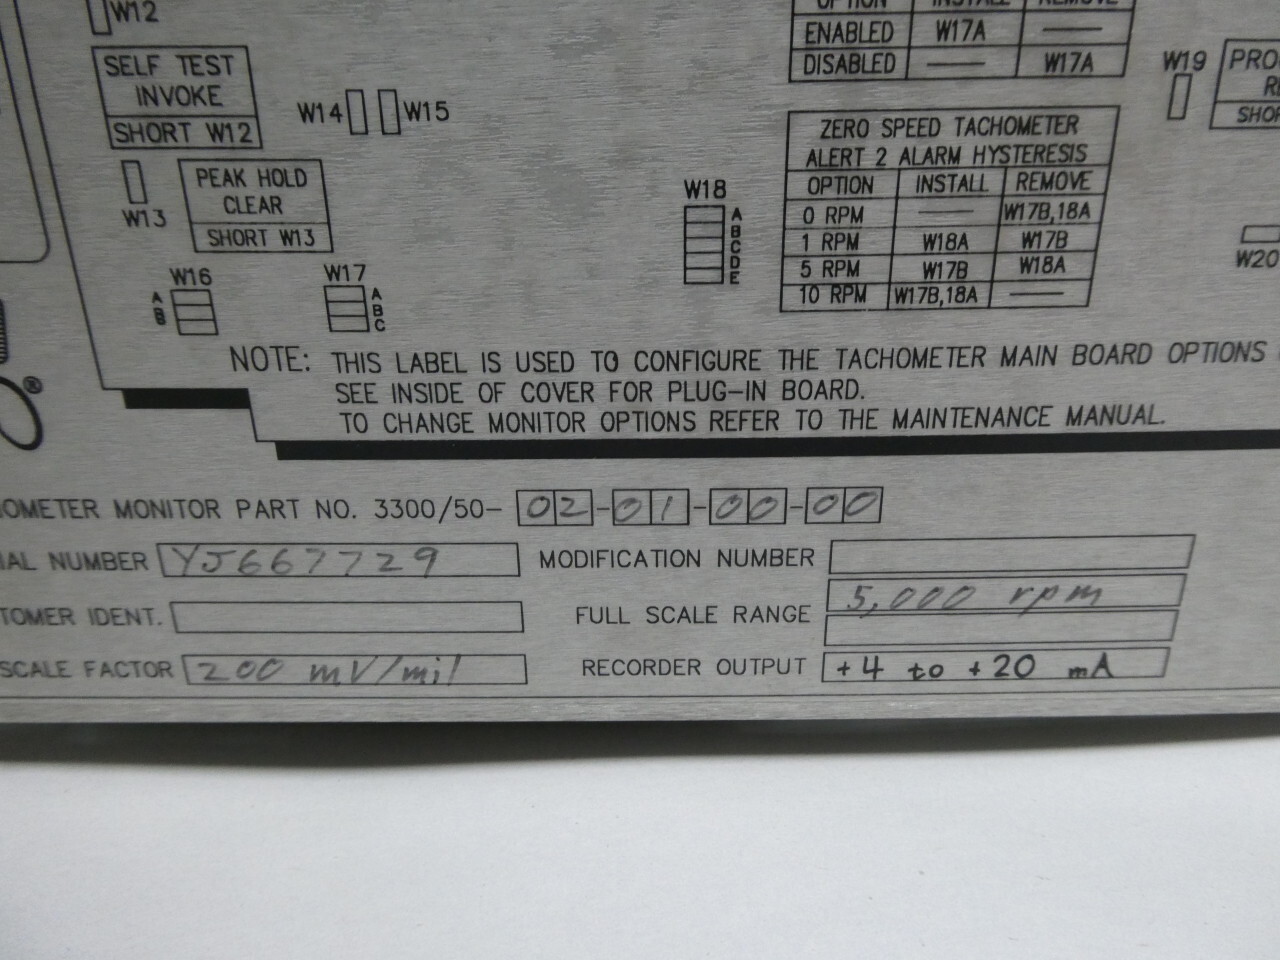 W12
OPTION INSTALL REMOVE
ENABLED W17A ——
DISABLED —— W17A
SELF TEST
INVOKE
SHORT W12
W14 W15
W19
SHOR
ZERO SPEED TACHOMETER
ALERT 2 ALARM HYSTERESIS
OPTION INSTALL REMOVE
0 RPM —— W17B,18A
1 RPM W18A W17B
5 RPM W17B W18A
10 RPM W17B,18A ——
W13
PEAK HOLD
CLEAR
SHORT W13
W18
A
B
C
D
E
W20
W16
A
B
W17
A
B
C
NOTE: THIS LABEL IS USED TO CONFIGURE THE TACHOMETER MAIN BOARD OPTIONS
SEE INSIDE OF COVER FOR PLUG-IN BOARD.
TO CHANGE MONITOR OPTIONS REFER TO THE MAINTENANCE MANUAL.
®
OMETER MONITOR PART NO. 3300/50- 02-01-00-00
IAL NUMBER YJ667729
MODIFICATION NUMBER
TOMER IDENT.
FULL SCALE RANGE 5,000 rpm
SCALE FACTOR 200 mV/mil
RECORDER OUTPUT +4 to +20 mA